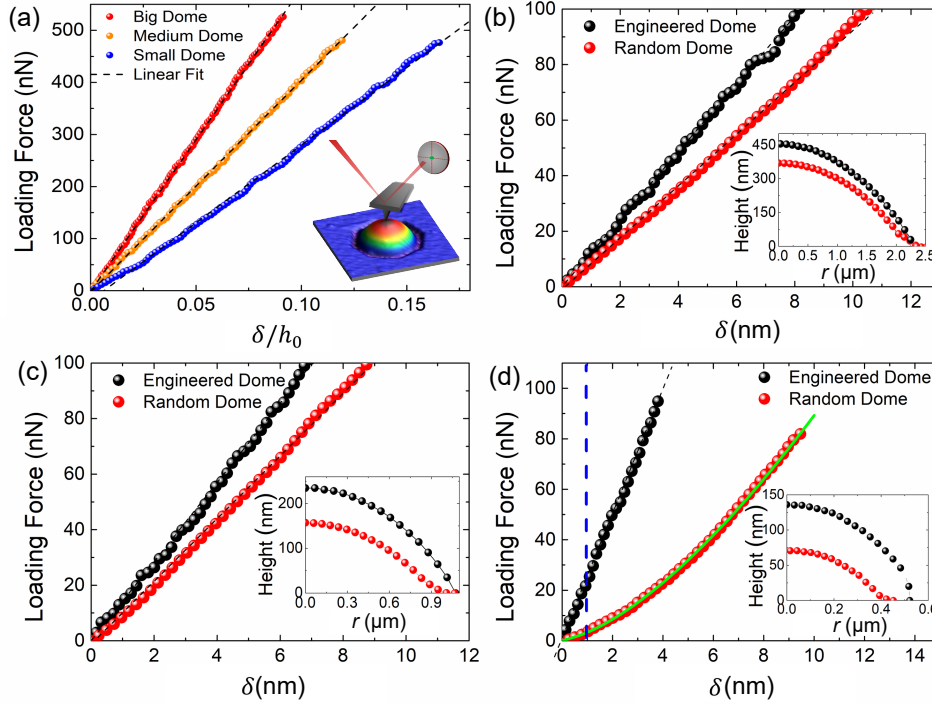 (a)
Big Dome
Medium Dome
Small Dome
Linear Fit
Loading Force (nN)
500
400
300
200
100
0
0.00
0.05
0.10
0.15
δ/h₀
(b)
Engineered Dome
Random Dome
Loading Force (nN)
100
80
60
40
20
0
0
2
4
6
8
10
12
δ(nm)
Height (nm)
450
300
150
0
0.0
0.5
1.0
1.5
2.0
2.5
r (μm)
(c)
Engineered Dome
Random Dome
Loading Force (nN)
100
80
60
40
20
0
0
2
4
6
8
10
12
δ(nm)
Height (nm)
200
100
0
0.0
0.3
0.6
0.9
r (μm)
(d)
Engineered Dome
Random Dome
Loading Force (nN)
100
80
60
40
20
0
0
2
4
6
8
10
12
14
δ(nm)
Height (nm)
150
100
50
0
0.0
0.2
0.4
0.6
r (μm)